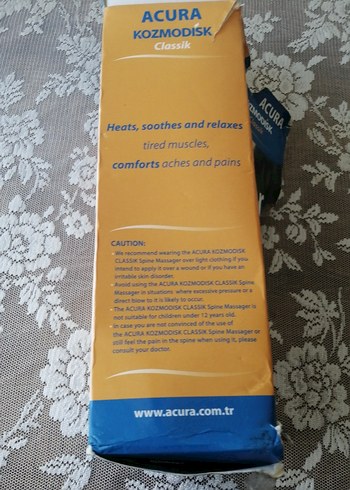 ACURA
KOZMODISK
Classik
ACURA
KOZMODISK
Heats, soothes and relaxes
tired muscles,
comforts aches and pains
CAUTION:
We recommend wearing the ACURA KOZMODISK
CLASSIK Spine Massager over light clothing if you
intend to apply it over a wound or if you have an
irritable skin disorder.
Avoid using the ACURA KOZMODISK CLASSIK Spine
Massager in situations where excessive pressure or a
direct blow to it is likely to occur.
The ACURA KOZMODISK CLASSIK Spine Massager is
not suitable for children under 12 years old.
In case you are not convinced of the use of
the ACURA KOZMODISK CLASSIK Spine Massager or
still feel the pain in the spine when using it, please
consult your doctor.
www.acura.com.tr